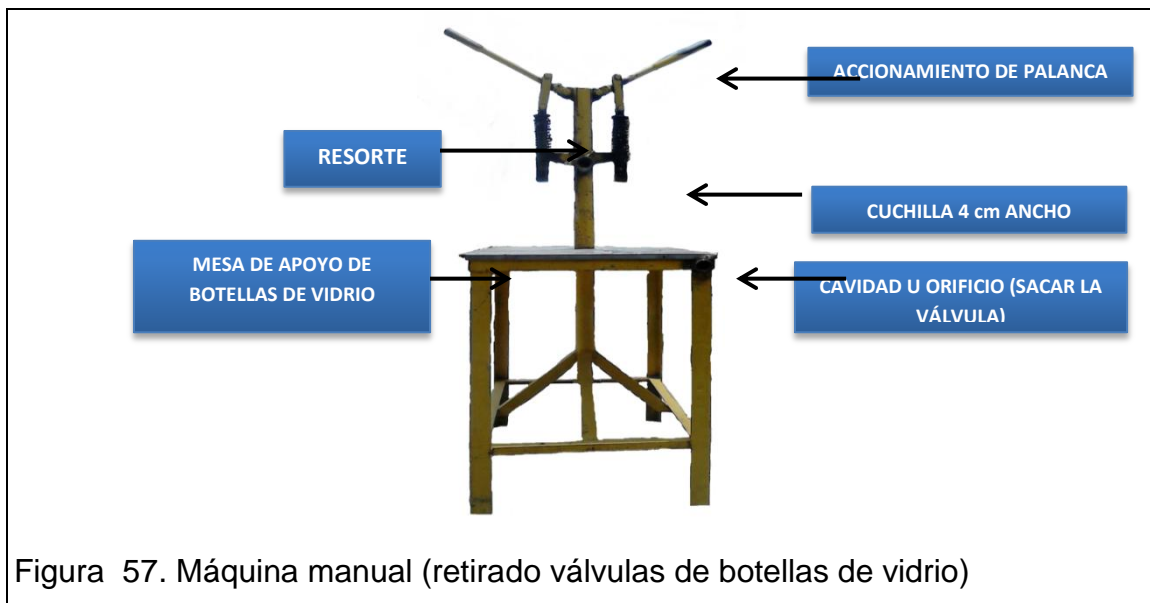 ACCIONAMIENTO DE PALANCA
RESORTE
CUCHILLA 4 cm ANCHO
MESA DE APOYO DE
BOTELLAS DE VIDRIO
CAVIDAD U ORIFICIO (SACAR LA
VÁLVULA)
Figura 57. Máquina manual (retirado válvulas de botellas de vidrio)